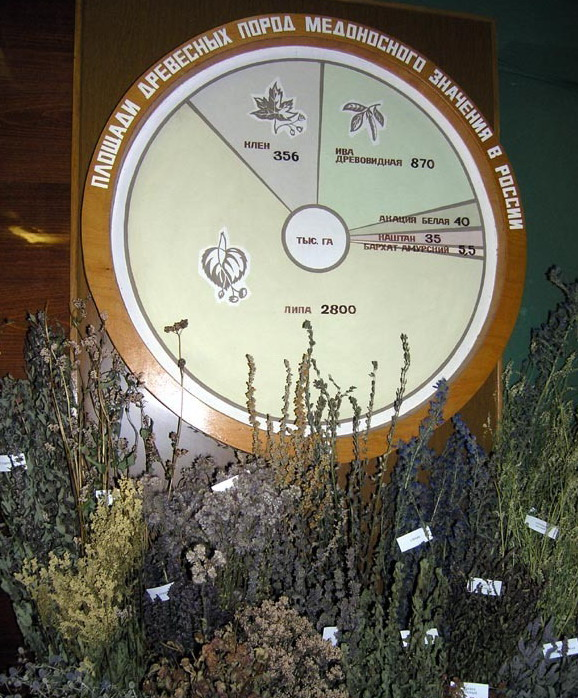 ПЛОЩАДИ ДРЕВЕСНЫХ ПОРОД МЕДОНОСНОГО ЗНАЧЕНИЯ В РОССИИ
КЛЕН 356
ИВА
ДРЕВОВИДНАЯ 870
АКАЦИЯ БЕЛАЯ 40
КАШТАН 35
БАРХАТ АМУРСКИЙ 5,5
ТЫС. ГА
ЛИПА 2800